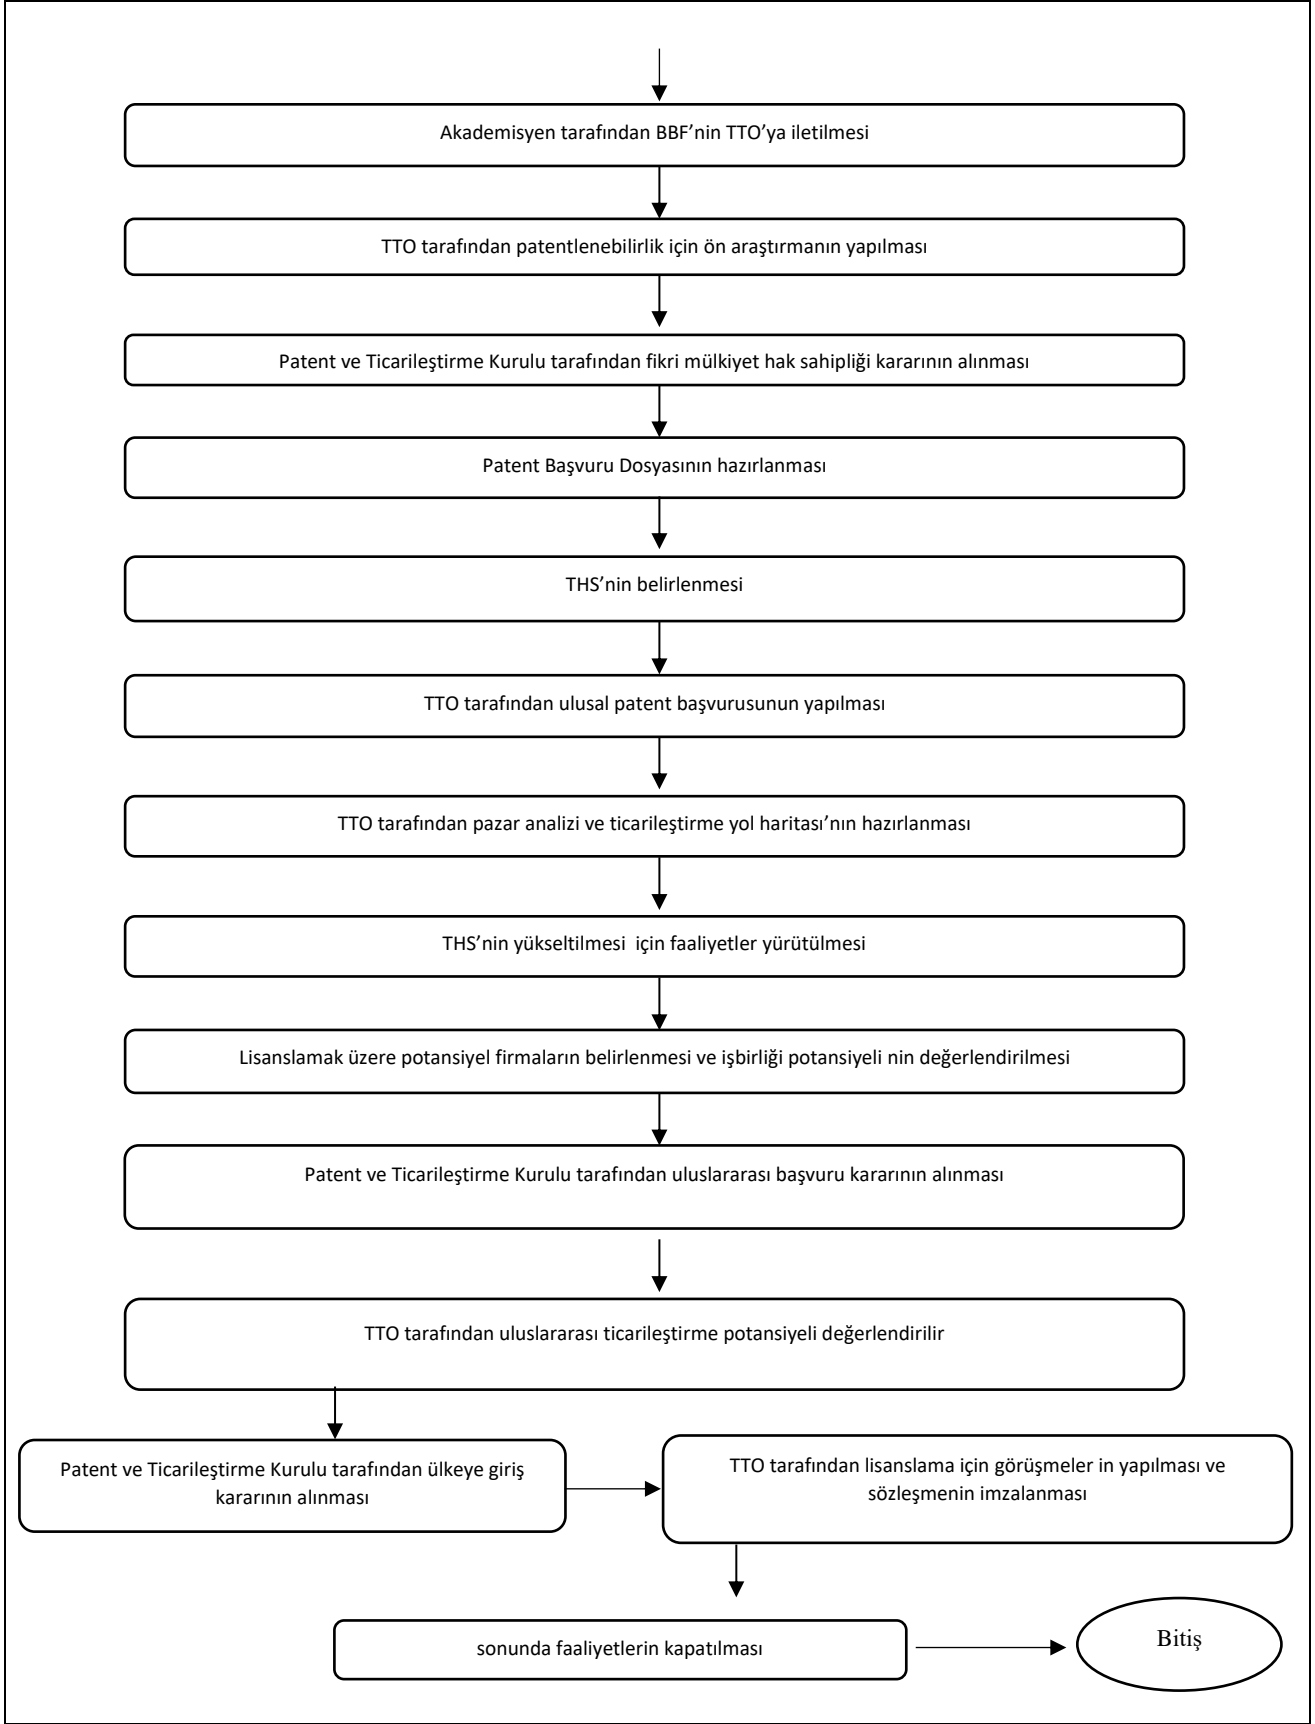 Akademisyen tarafından BBF’nin TTO’ya iletilmesi
TTO tarafından patentlenebilirlik için ön araştırmanın yapılması
Patent ve Ticarileştirme Kurulu tarafından fikri mülkiyet hak sahipliği kararının alınması
Patent Başvuru Dosyasının hazırlanması
THS’nin belirlenmesi
TTO tarafından ulusal patent başvurusunun yapılması
TTO tarafından pazar analizi ve ticarileştirme yol haritası’nın hazırlanması
THS’nin yükseltilmesi için faaliyetler yürütülmesi
Lisanslamak üzere potansiyel firmaların belirlenmesi ve işbirliği potansiyeli nin değerlendirilmesi
Patent ve Ticarileştirme Kurulu tarafından uluslararası başvuru kararının alınması
TTO tarafından uluslararası ticarileştirme potansiyeli değerlendirilir
Patent ve Ticarileştirme Kurulu tarafından ülkeye giriş
kararının alınması
TTO tarafından lisanslama için görüşmeler in yapılması ve
sözleşmenin imzalanması
sonunda faaliyetlerin kapatılması
Bitiş